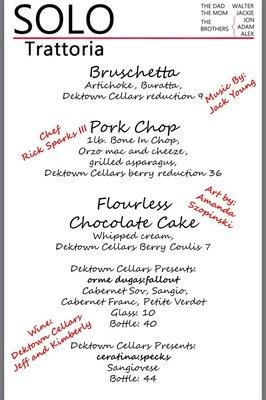 SOLO
Trattoria
THE DAD WALTER
THE MOM JACKIE
THE BROTHERS JON
ADAM
ALEX
Bruschetta
Artichoke, Buratta,
Dektown Cellars reduction 9
Music By:
Jack Young
Chef
Rick Sparks III
Pork Chop
1lb. Bone In Chop,
Orzo mac and cheeze,
grilled asparagus,
Dektown Cellars berry reduction 36
Art by:
Amanda
Szopinski
Flourless
Chocolate Cake
Whipped cream,
Dektown Cellars Berry Coulis 7
Dektown Cellars Presents:
orme dugas:fallout
Cabernet Sov, Sangio,
Cabernet Franc, Petite Verdot
Glass: 10
Bottle: 40
Wine:
Dektown Cellars
Jeff and Kimberly
Dektown Cellars Presents:
ceratina:specks
Sangiovese
Bottle: 44